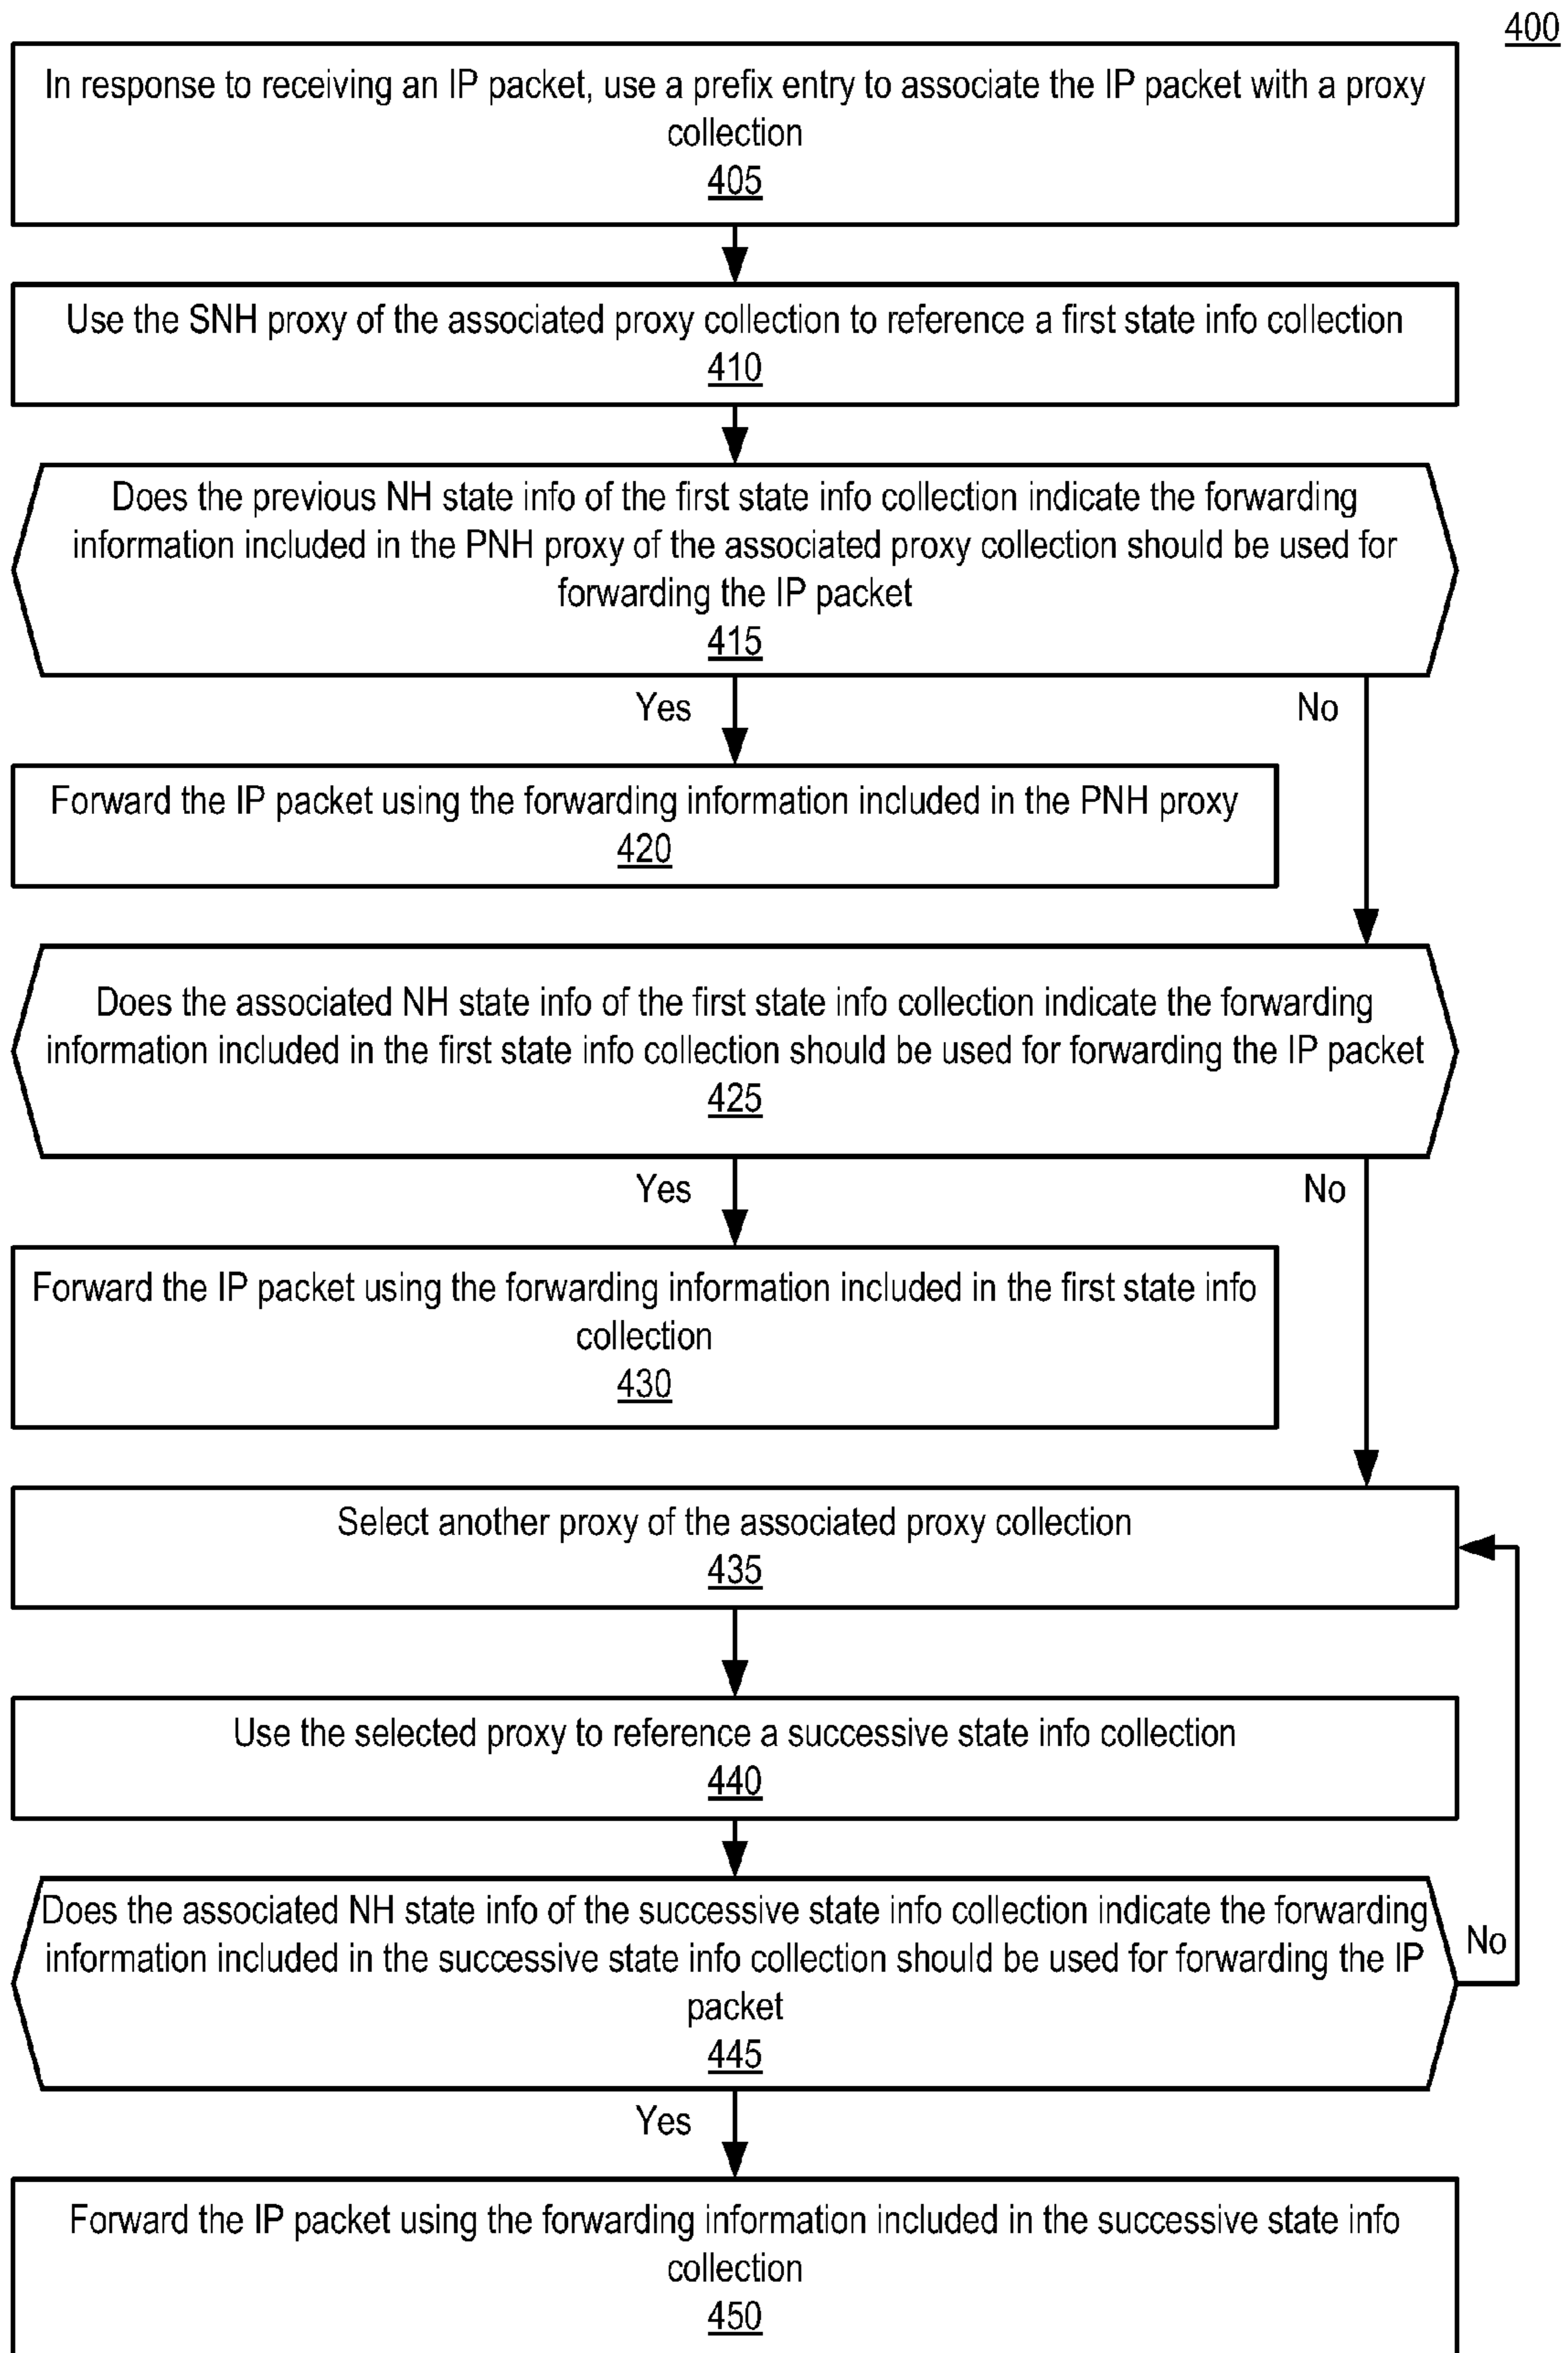 400
In response to receiving an IP packet, use a prefix entry to associate the IP packet with a proxy
collection
405
Use the SNH proxy of the associated proxy collection to reference a first state info collection
410
Does the previous NH state info of the first state info collection indicate the forwarding
information included in the PNH proxy of the associated proxy collection should be used for
forwarding the IP packet
415
Yes
No
Forward the IP packet using the forwarding information included in the PNH proxy
420
Does the associated NH state info of the first state info collection indicate the forwarding
information included in the first state info collection should be used for forwarding the IP packet
425
Yes
No
Forward the IP packet using the forwarding information included in the first state info
collection
430
Select another proxy of the associated proxy collection
435
Use the selected proxy to reference a successive state info collection
440
Does the associated NH state info of the successive state info collection indicate the forwarding
information included in the successive state info collection should be used for forwarding the IP
packet
445
No
Yes
Forward the IP packet using the forwarding information included in the successive state info
collection
450